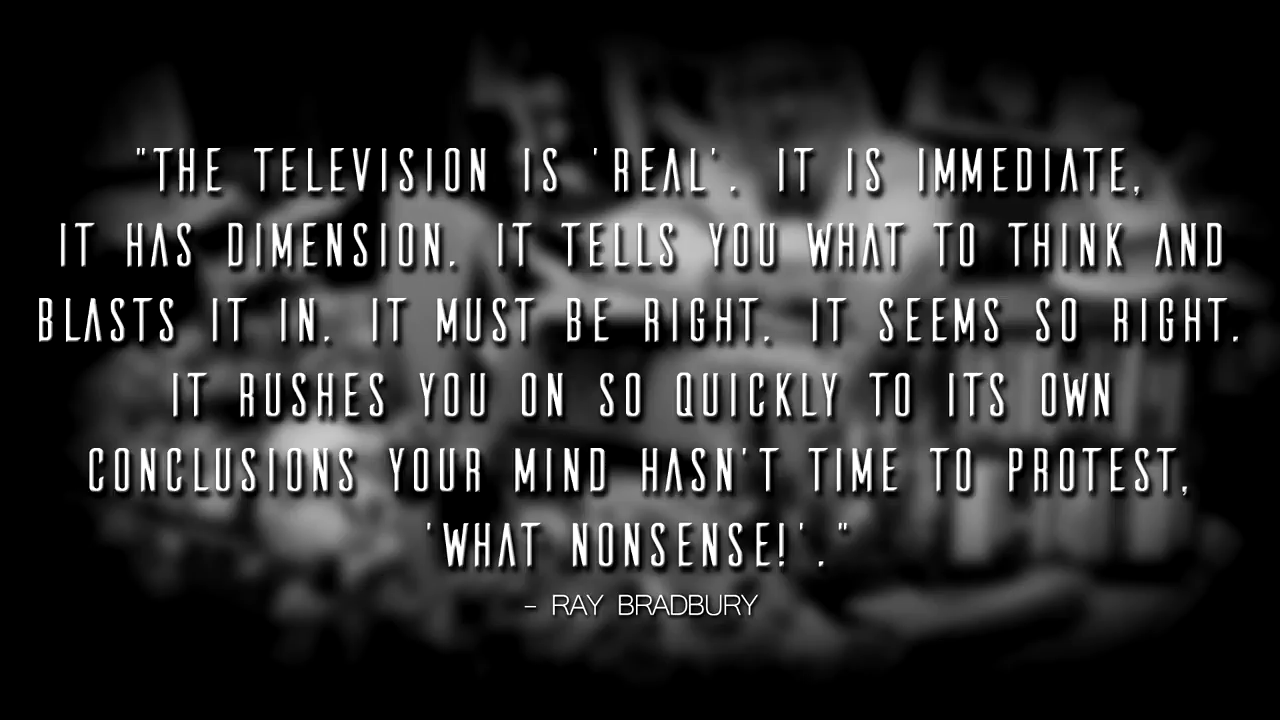 "THE TELEVISION IS 'REAL'. IT IS IMMEDIATE,
IT HAS DIMENSION. IT TELLS YOU WHAT TO THINK AND
BLASTS IT IN. IT MUST BE RIGHT. IT SEEMS SO RIGHT.
IT RUSHES YOU ON SO QUICKLY TO ITS OWN
CONCLUSIONS YOUR MIND HASN'T TIME TO PROTEST,
'WHAT NONSENSE!'."
- RAY BRADBURY